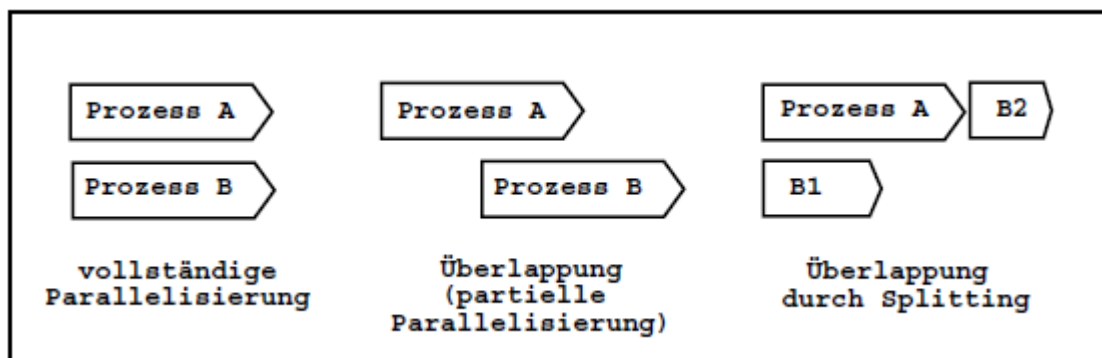 Prozess A
Prozess B
vollständige
Parallelisierung
Prozess A
Prozess B
Überlappung
(partielle
Parallelisierung)
Prozess A
B2
B1
Überlappung
durch Splitting